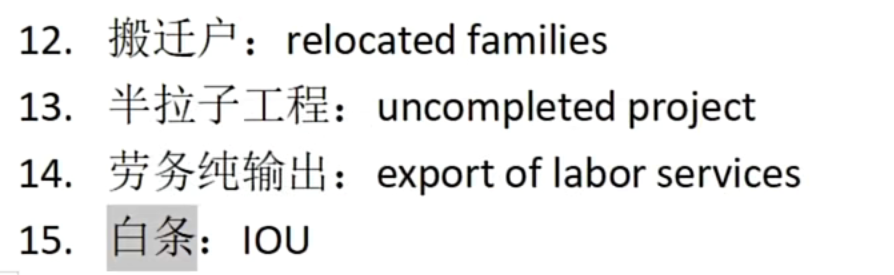 12. 搬迁户：relocated families
13. 半拉子工程：uncompleted project
14. 劳务纯输出：export of labor services
15. 白条：IOU